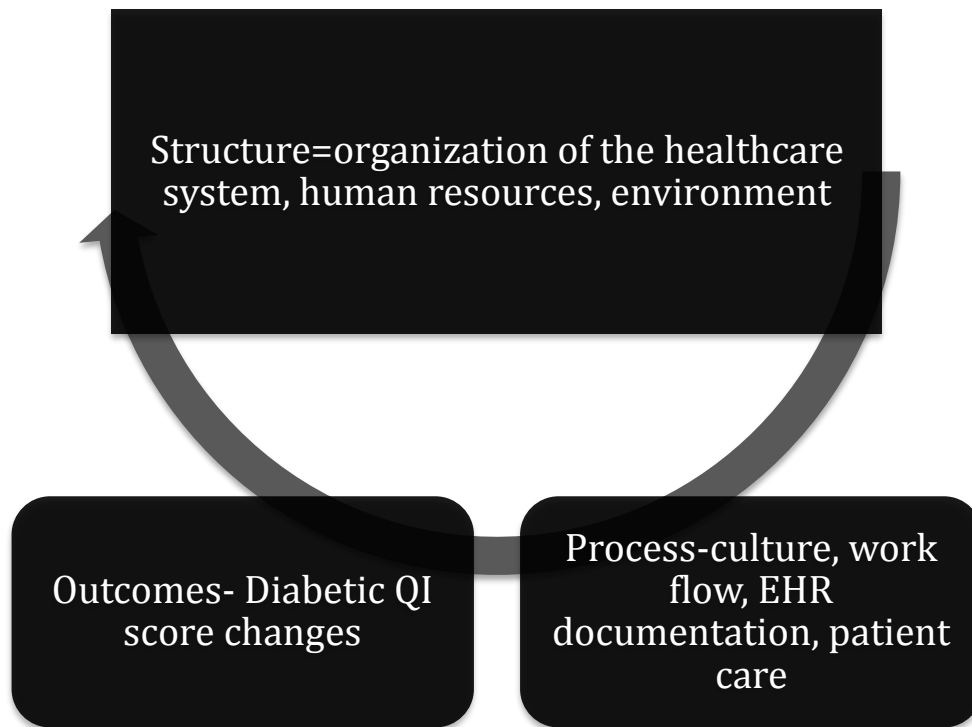 Structure=organization of the healthcare
system, human resources, environment
Outcomes- Diabetic QI
score changes
Process-culture, work
flow, EHR
documentation, patient
care